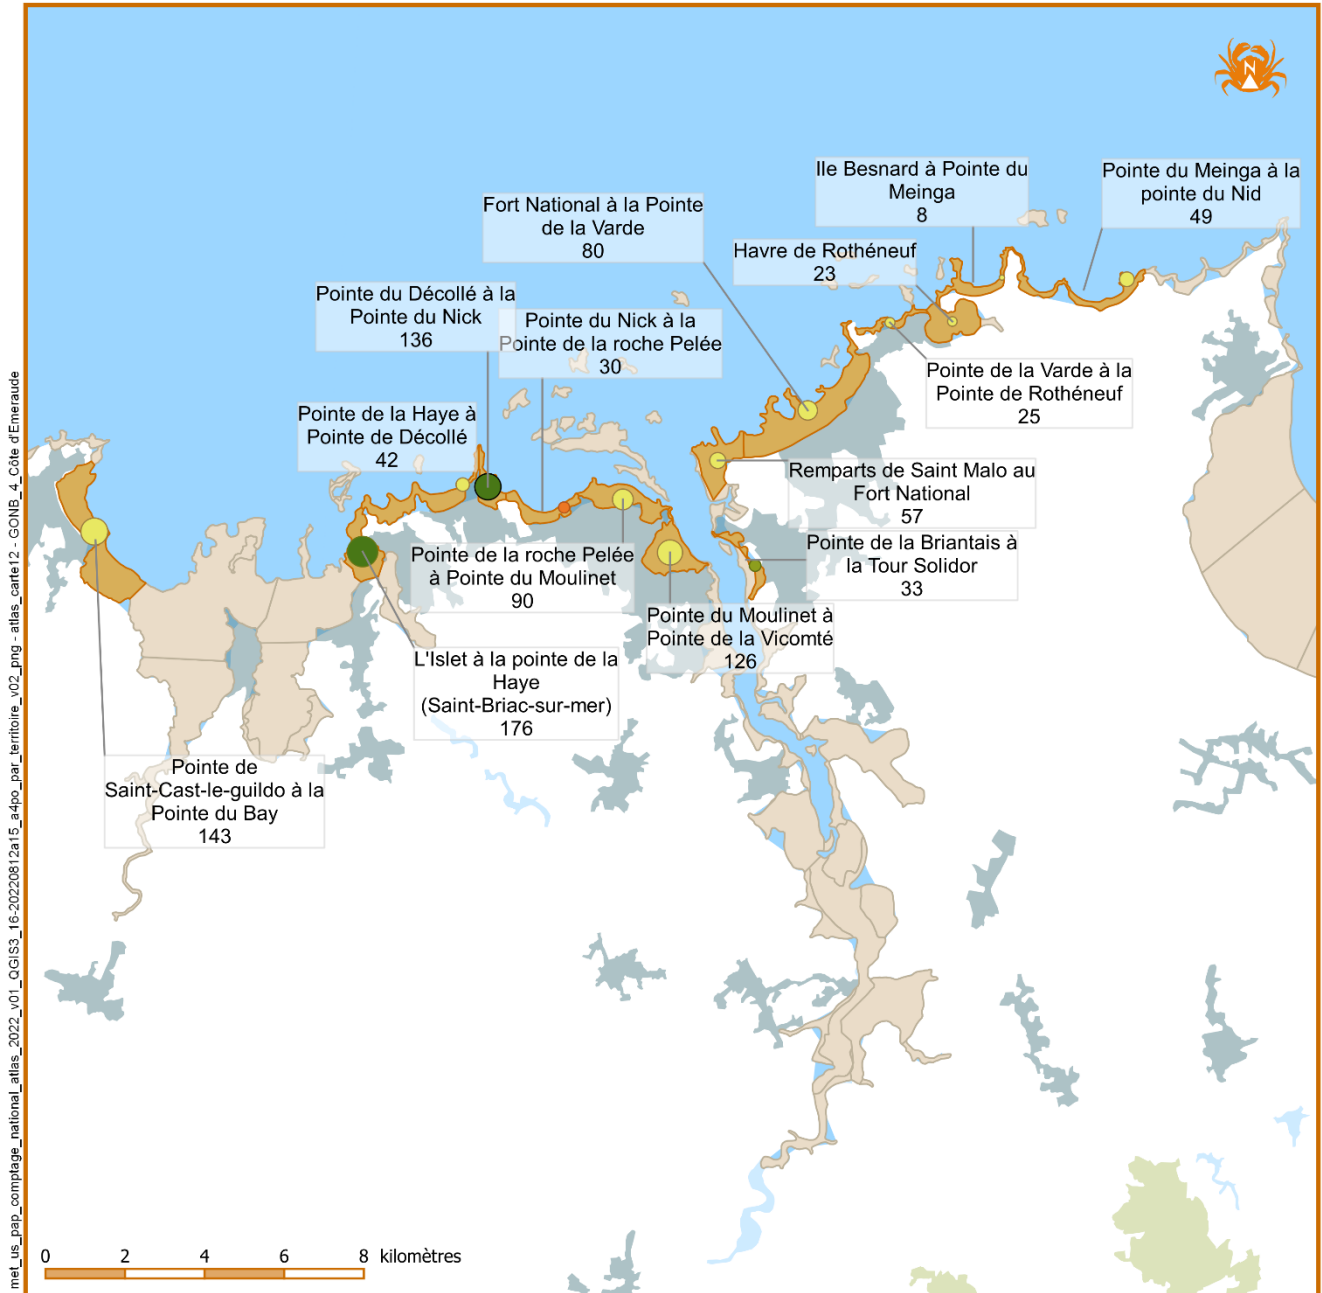 N
Ile Besnard à Pointe du
Meinga
8
Pointe du Meinga à la
pointe du Nid
49
Fort National à la Pointe
de la Varde
80
Havre de Rothéneuf
23
Pointe du Décollé à la
Pointe du Nick
136
Pointe du Nick à la
Pointe de la roche Pelée
30
Pointe de la Varde à la
Pointe de Rothéneuf
25
Pointe de la Haye à
Pointe de Décollé
42
Remparts de Saint Malo au
Fort National
57
Pointe de la roche Pelée
à Pointe du Moulinet
90
Pointe de la Briantais à
la Tour Solidor
33
Pointe du Moulinet à
Pointe de la Vicomté
126
L'Islet à la pointe de la
Haye
(Saint-Briac-sur-mer)
176
Pointe de
Saint-Cast-le-guildo à la
Pointe du Bay
143
0 2 4 6 8 kilomètres
met_us_pap_comptage_national_atlas_2022_v01_QGIS3_16-20220812a15_a4po_par_territoire_v02_png - atlas_carte12 - GONB_4_Côte d'Emeraude